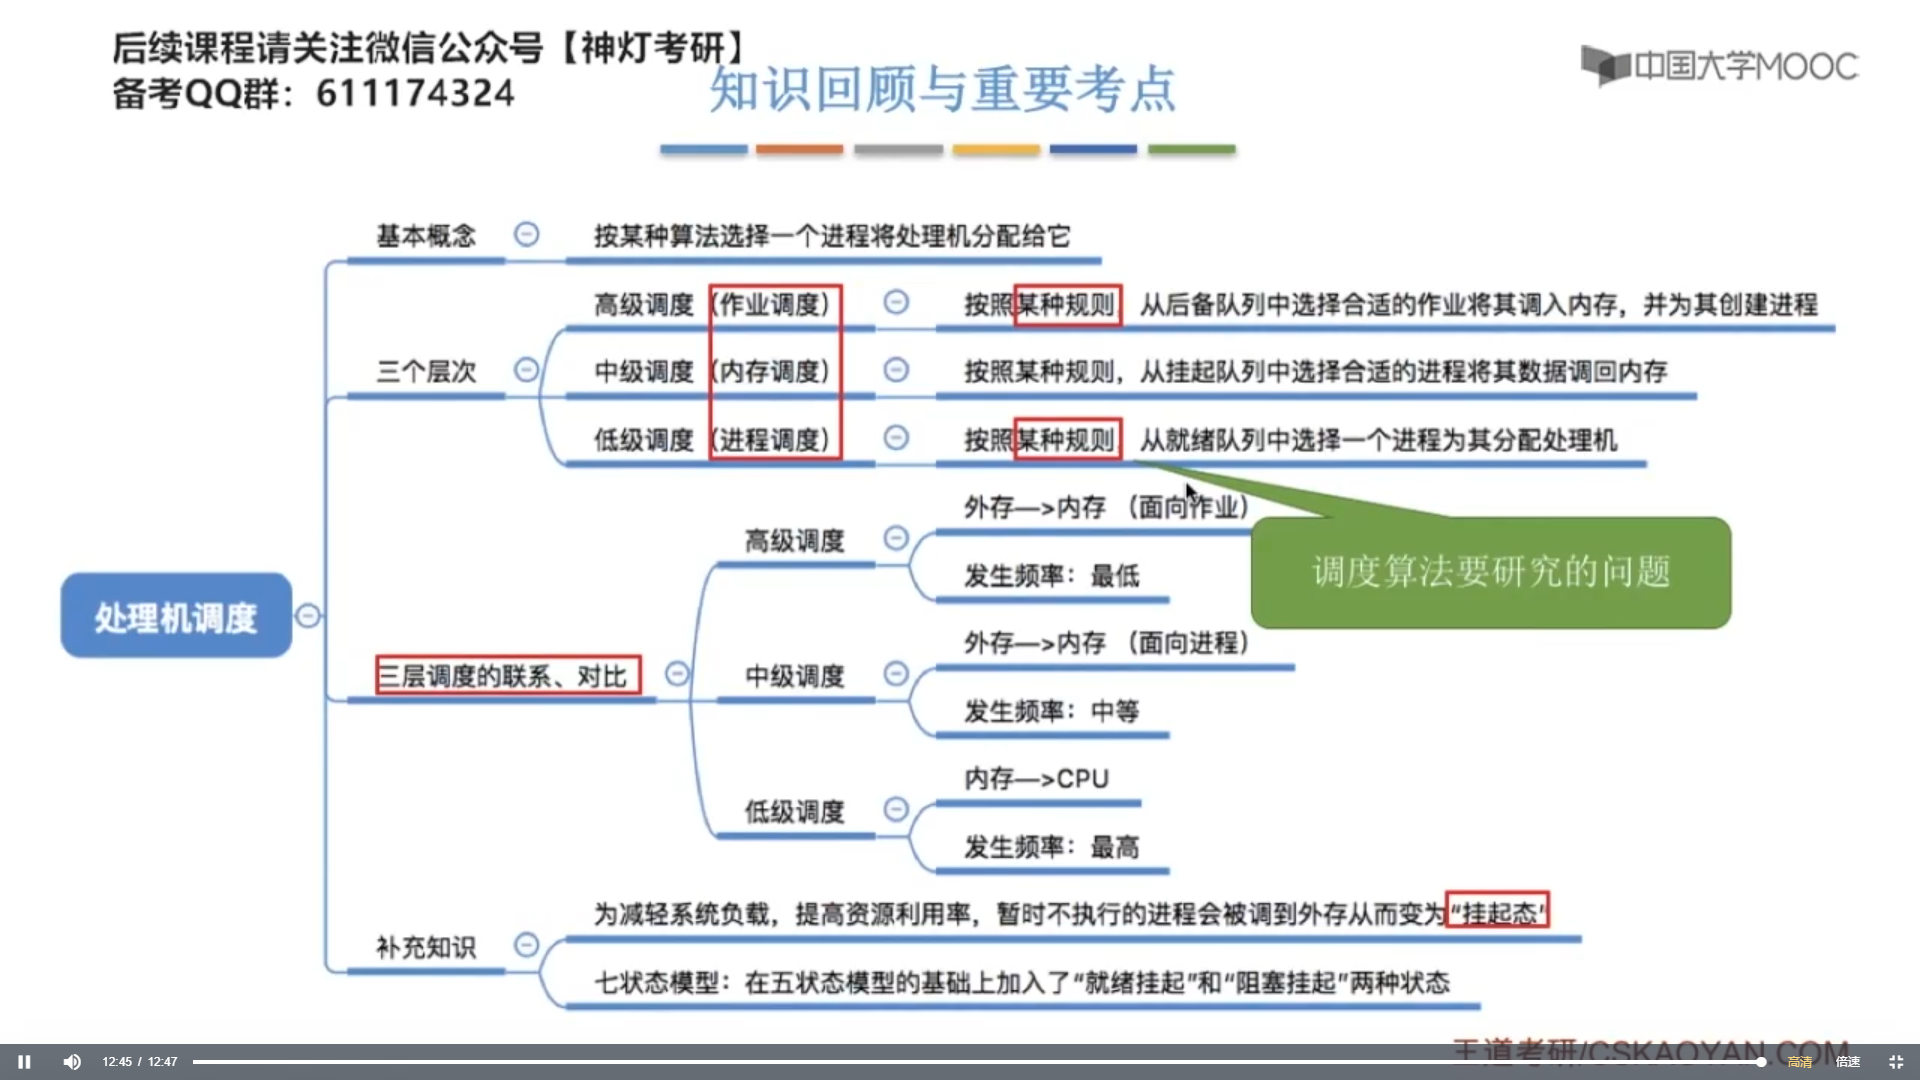 后续课程请关注微信公众号【神灯考研】
备考QQ群：611174324
中国大学MOOC
知识回顾与重要考点
基本概念
按某种算法选择一个进程将处理机分配给它
高级调度（作业调度）
按照某种规则，从后备队列中选择合适的作业将其调入内存，并为其创建进程
三个层次
中级调度（内存调度）
按照某种规则，从挂起队列中选择合适的进程将其数据调回内存
低级调度（进程调度）
按照某种规则，从就绪队列中选择一个进程为其分配处理机
外存—>内存（面向作业）
高级调度
调度算法要研究的问题
发生频率：最低
处理机调度
外存—>内存（面向进程）
三层调度的联系、对比
中级调度
发生频率：中等
内存—>CPU
低级调度
发生频率：最高
为减轻系统负载，提高资源利用率，暂时不执行的进程会被调到外存从而变为“挂起态”
补充知识
七状态模型：在五状态模型的基础上加入了“就绪挂起”和“阻塞挂起”两种状态
王道考研/CSKAOYAN.COM
12:45 / 12:47
高清
倍速